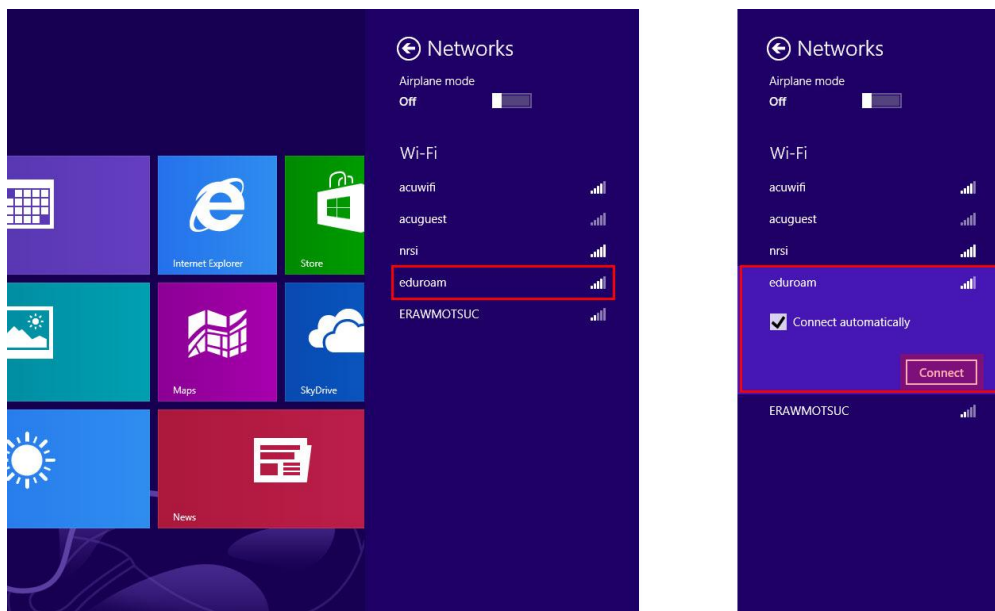 Internet Explorer
Store
Maps
SkyDrive
News
Networks
Airplane mode
Off
Wi-Fi
acuwifi
acuguest
nrsi
eduroam
ERAWMOTSUC
Networks
Airplane mode
Off
Wi-Fi
acuwifi
acuguest
nrsi
eduroam
Connect automatically
Connect
ERAWMOTSUC